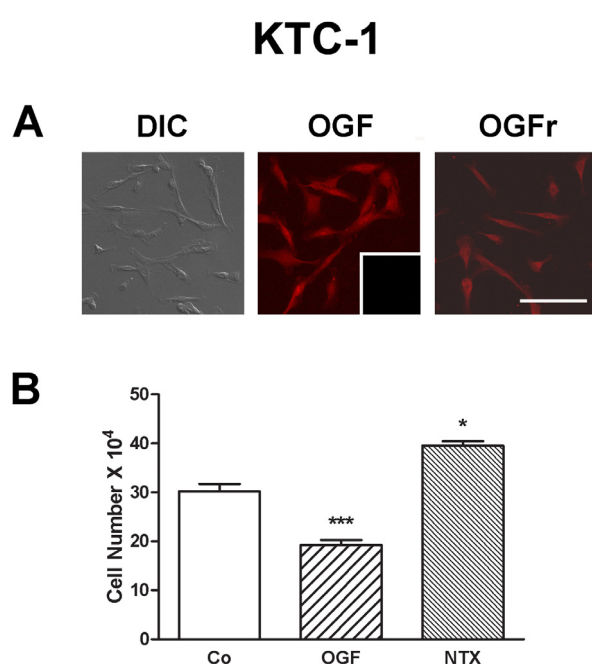 KTC-1
A
DIC OGF OGFr
B
Cell Number X 10⁴
50
40
30
20
10
0
***
*
Co OGF NTX